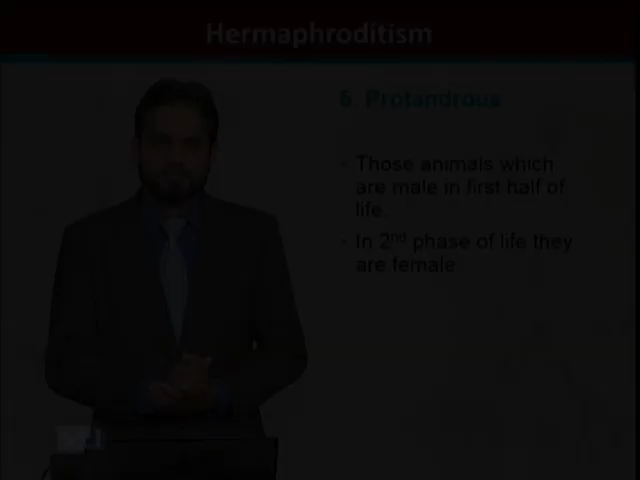 Hermaphroditism
5. Protandrous
Those animals which
are male in first half of
life.
In 2nd phase of life they
are female